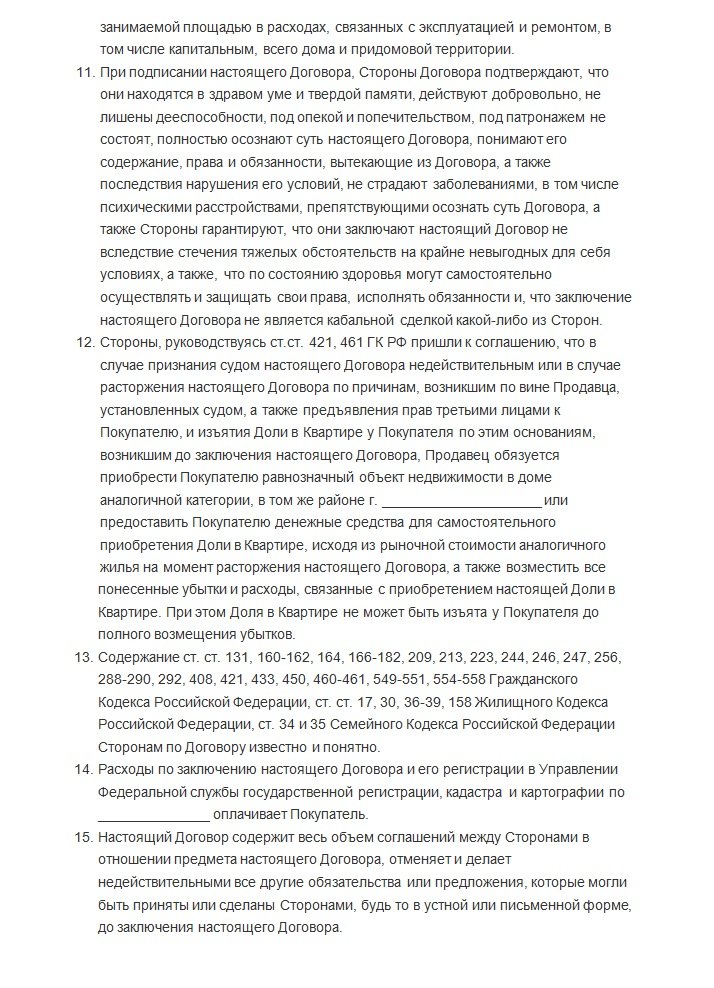 занимаемой площадью в расходах, связанных с эксплуатацией и ремонтом, в
том числе капитальным, всего дома и придомовой территории.
11. При подписании настоящего Договора, Стороны Договора подтверждают, что
они находятся в здравом уме и твердой памяти, действуют добровольно, не
лишены дееспособности, под опекой и попечительством, под патронажем не
состоят, полностью осознают суть настоящего Договора, понимают его
содержание, права и обязанности, вытекающие из Договора, а также
последствия нарушения его условий, не страдают заболеваниями, в том числе
психическими расстройствами, препятствующими осознать суть Договора, а
также Стороны гарантируют, что они заключают настоящий Договор не
вследствие стечения тяжелых обстоятельств на крайне невыгодных для себя
условиях, а также, что по состоянию здоровья могут самостоятельно
осуществлять и защищать свои права, исполнять обязанности и, что заключение
настоящего Договора не является кабальной сделкой какой-либо из Сторон.
12. Стороны, руководствуясь ст.ст. 421, 461 ГК РФ пришли к соглашению, что в
случае признания судом настоящего Договора недействительным или в случае
расторжения настоящего Договора по причинам, возникшим по вине Продавца,
установленных судом, а также предъявления прав третьими лицами к
Покупателю, и изъятия Доли в Квартире у Покупателя по этим основаниям,
возникшим до заключения настоящего Договора, Продавец обязуется
приобрести Покупателю равнозначный объект недвижимости в доме
аналогичной категории, в том же районе г. ____________________ или
предоставить Покупателю денежные средства для самостоятельного
приобретения Доли в Квартире, исходя из рыночной стоимости аналогичного
жилья на момент расторжения настоящего Договора, а также возместить все
понесенные убытки и расходы, связанные с приобретением настоящей Доли в
Квартире. При этом Доля в Квартире не может быть изъята у Покупателя до
полного возмещения убытков.
13. Содержание ст. ст. 131, 160-162, 164, 166-182, 209, 213, 223, 244, 246, 247, 256,
288-290, 292, 408, 421, 433, 450, 460-461, 549-551, 554-558 Гражданского
Кодекса Российской Федерации, ст. ст. 17, 30, 36-39, 158 Жилищного Кодекса
Российской Федерации, ст. 34 и 35 Семейного Кодекса Российской Федерации
Сторонам по Договору известно и понятно.
14. Расходы по заключению настоящего Договора и его регистрации в Управлении
Федеральной службы государственной регистрации, кадастра и картографии по
______________ оплачивает Покупатель.
15. Настоящий Договор содержит весь объем соглашений между Сторонами в
отношении предмета настоящего Договора, отменяет и делает
недействительными все другие обязательства или предложения, которые могли
быть приняты или сделаны Сторонами, будь то в устной или письменной форме,
до заключения настоящего Договора.